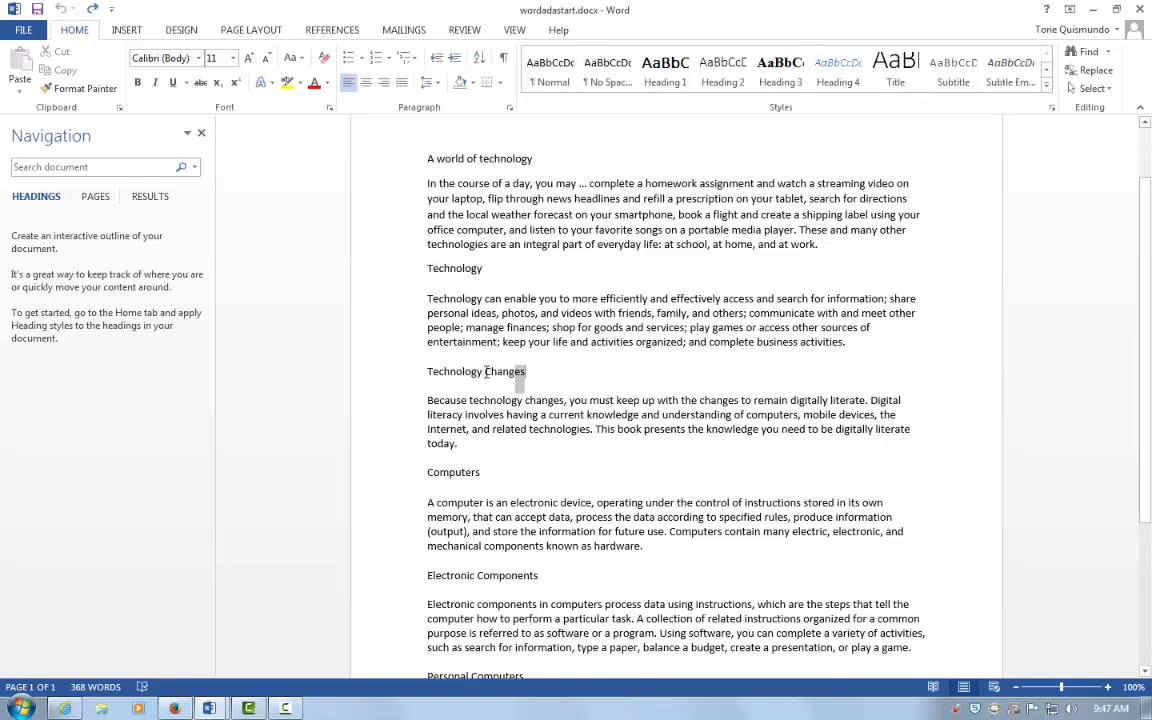 wordadastart.docx - Word
FILE HOME INSERT DESIGN PAGE LAYOUT REFERENCES MAILINGS REVIEW VIEW Help Torie Quismundo
Paste
Cut
Copy
Format Painter
Clipboard
Calibri (Body) 11
Font
Paragraph
AaBbCcDc AaBbCcDc AaBbC AaBbCcD AaBbCc AaBbCcDc AaBl AaBbCcDc AaBbCcDc
¶ Normal ¶ No Spac... Heading 1 Heading 2 Heading 3 Heading 4 Title Subtitle Subtle Em...
Styles
Find
Replace
Select
Editing
Navigation
Search document
HEADINGS PAGES RESULTS
Create an interactive outline of your
document.
It's a great way to keep track of where you are
or quickly move your content around.
To get started, go to the Home tab and apply
Heading styles to the headings in your
document.
A world of technology
In the course of a day, you may ... complete a homework assignment and watch a streaming video on
your laptop, flip through news headlines and refill a prescription on your tablet, search for directions
and the local weather forecast on your smartphone, book a flight and create a shipping label using your
office computer, and listen to your favorite songs on a portable media player. These and many other
technologies are an integral part of everyday life: at school, at home, and at work.
Technology
Technology can enable you to more efficiently and effectively access and search for information; share
personal ideas, photos, and videos with friends, family, and others; communicate with and meet other
people; manage finances; shop for goods and services; play games or access other sources of
entertainment; keep your life and activities organized; and complete business activities.
Technology Changes
Because technology changes, you must keep up with the changes to remain digitally literate. Digital
literacy involves having a current knowledge and understanding of computers, mobile devices, the
Internet, and related technologies. This book presents the knowledge you need to be digitally literate
today.
Computers
A computer is an electronic device, operating under the control of instructions stored in its own
memory, that can accept data, process the data according to specified rules, produce information
(output), and store the information for future use. Computers contain many electric, electronic, and
mechanical components known as hardware.
Electronic Components
Electronic components in computers process data using instructions, which are the steps that tell the
computer how to perform a particular task. A collection of related instructions organized for a common
purpose is referred to as software or a program. Using software, you can complete a variety of activities,
such as search for information, type a paper, balance a budget, create a presentation, or play a game.
Personal Computers
PAGE 1 OF 1 368 WORDS 100%
9:47 AM